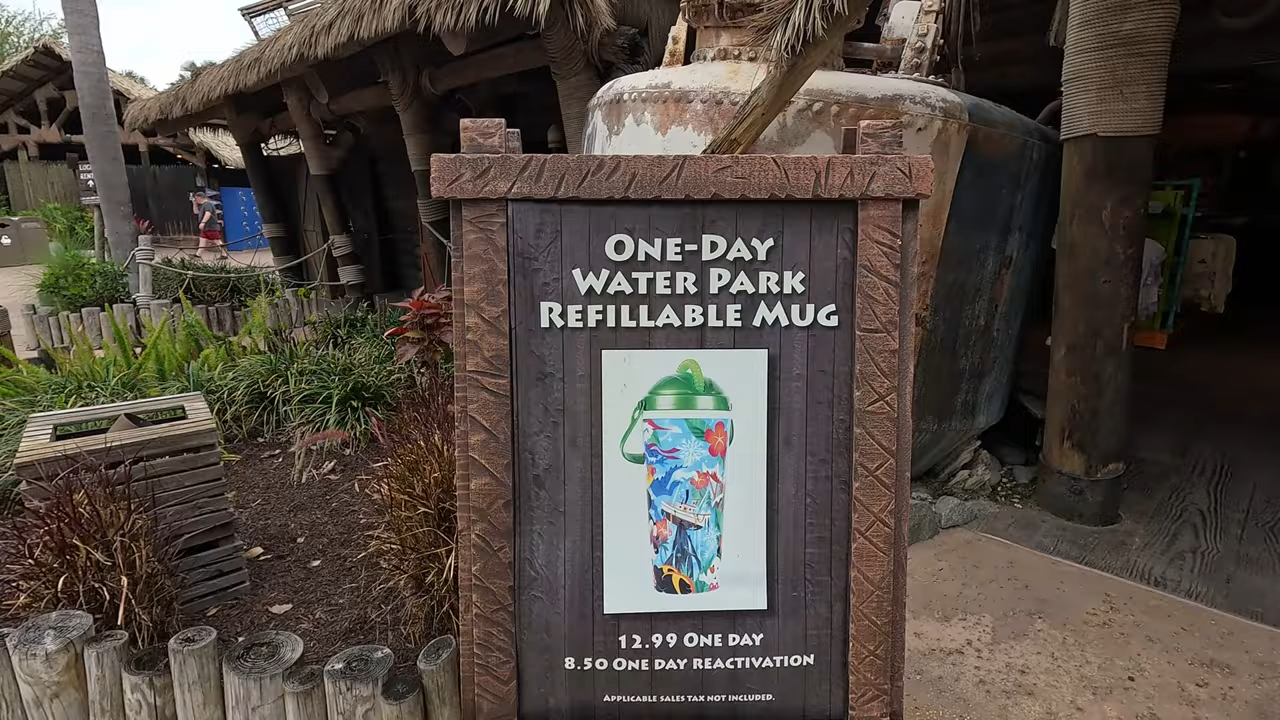 One-Day
Water Park
Refillable Mug
12.99 One day
8.50 One day reactivation
Applicable sales tax not included.